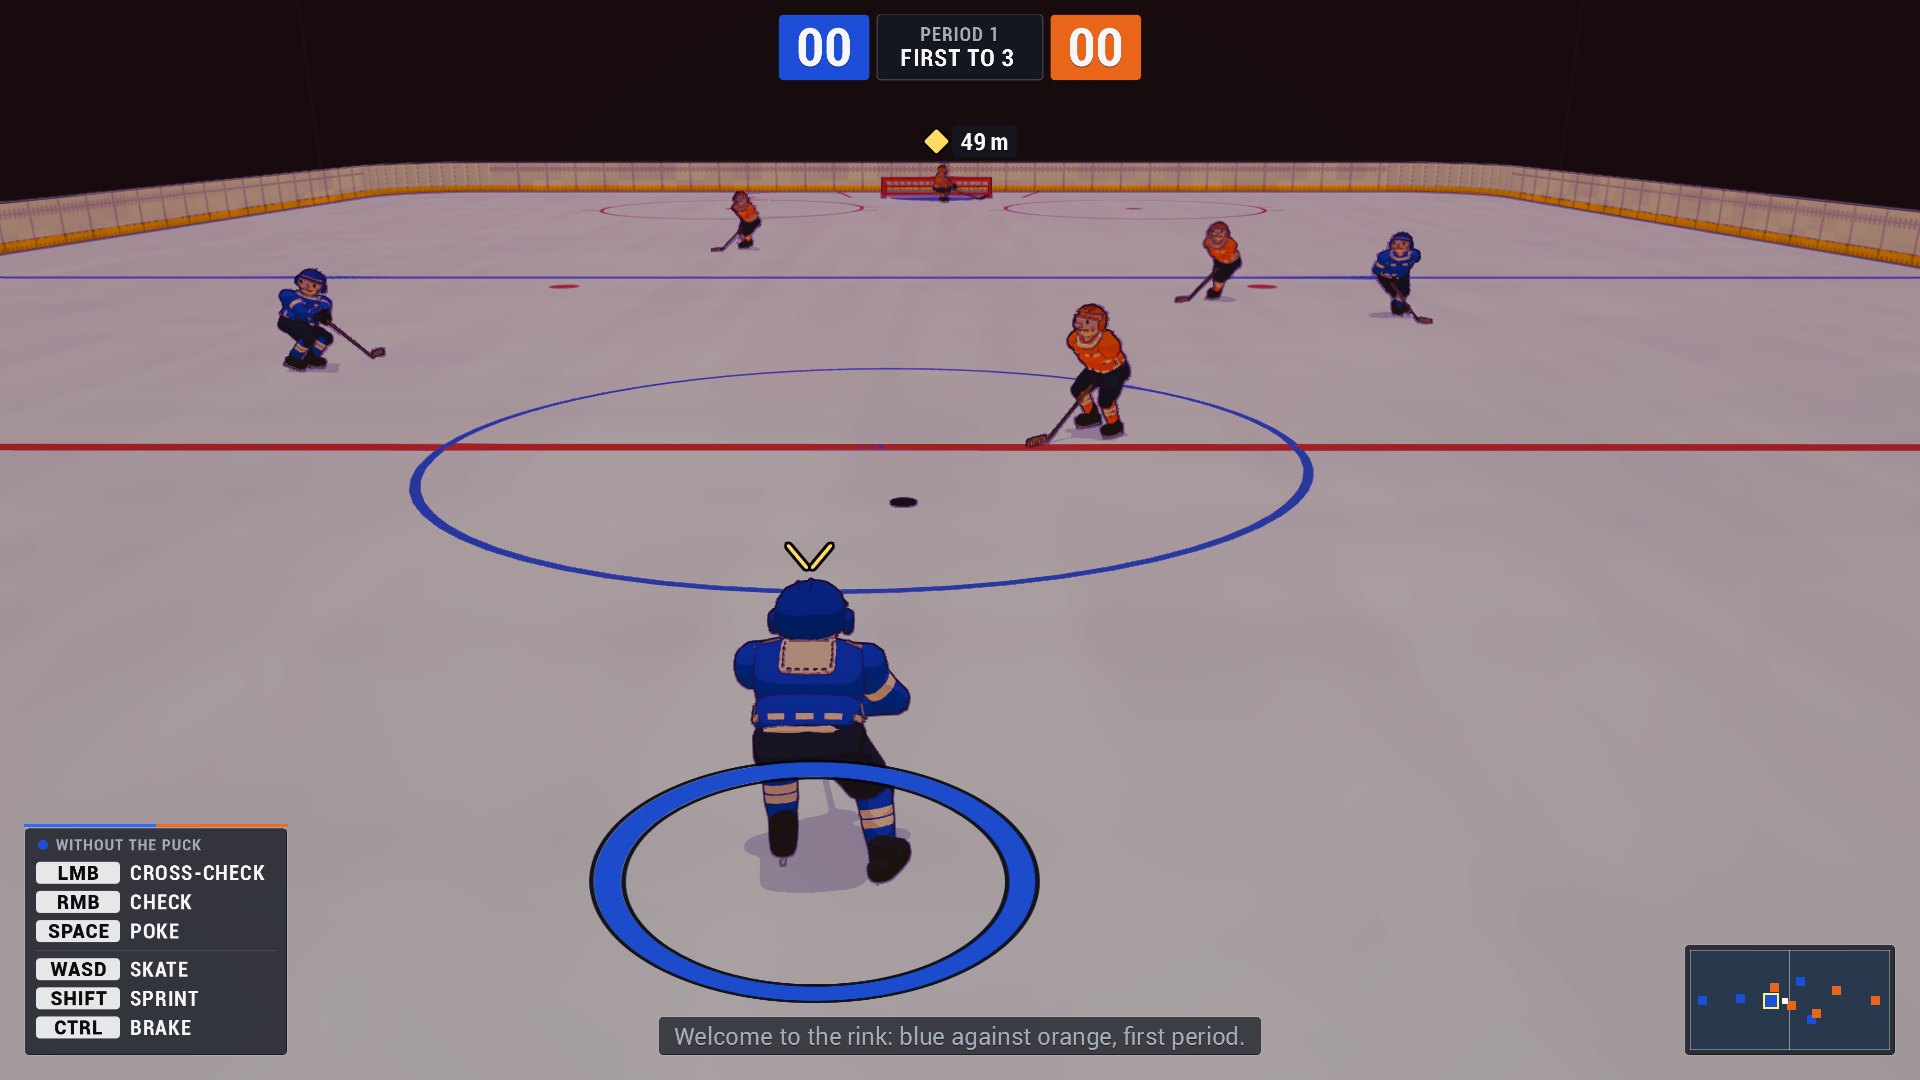 00
PERIOD 1
FIRST TO 3
00
49 m
WITHOUT THE PUCK
LMB CROSS-CHECK
RMB CHECK
SPACE POKE
WASD SKATE
SHIFT SPRINT
CTRL BRAKE
Welcome to the rink: blue against orange, first period.